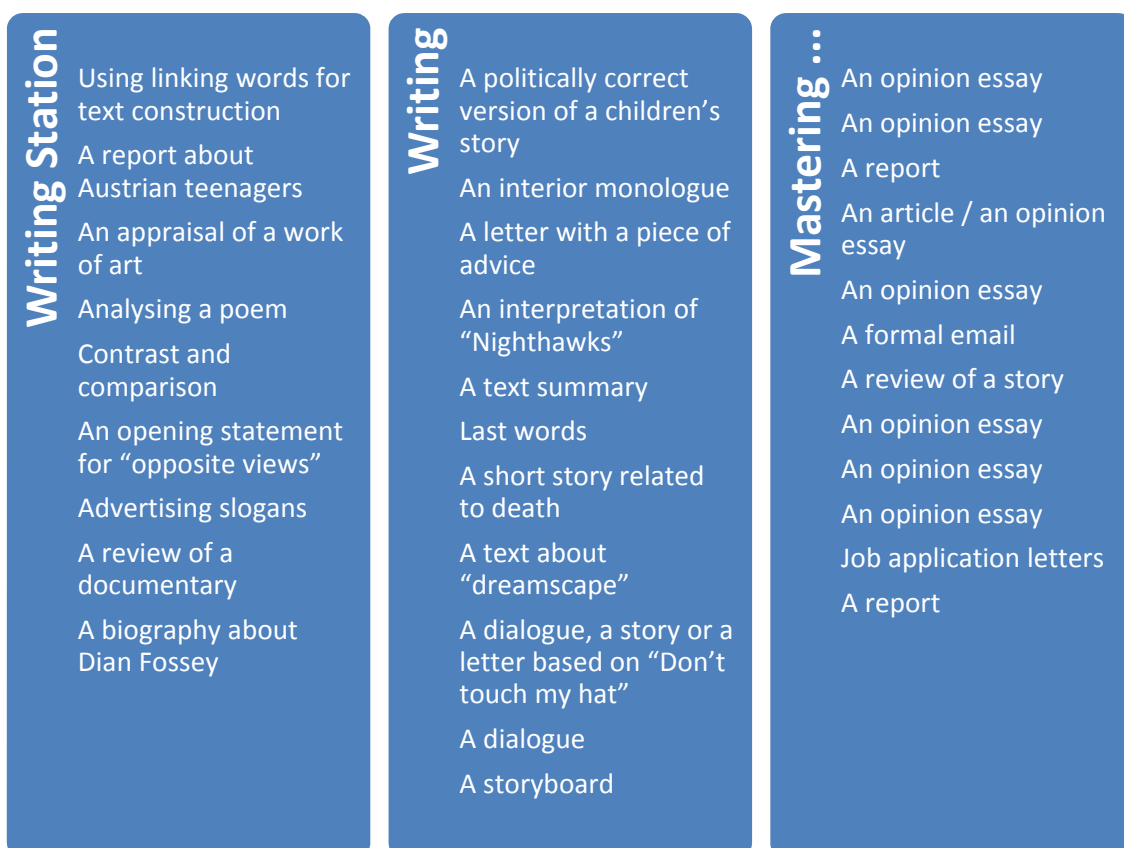 Writing Station
Using linking words for
text construction
A report about
Austrian teenagers
An appraisal of a work
of art
Analysing a poem
Contrast and
comparison
An opening statement
for “opposite views”
Advertising slogans
A review of a
documentary
A biography about
Dian Fossey
Writing
A politically correct
version of a children’s
story
An interior monologue
A letter with a piece of
advice
An interpretation of
“Nighthawks”
A text summary
Last words
A short story related
to death
A text about
“dreamscape”
A dialogue, a story or a
letter based on “Don’t
touch my hat”
A dialogue
A storyboard
Mastering ...
An opinion essay
An opinion essay
A report
An article / an opinion
essay
An opinion essay
A formal email
A review of a story
An opinion essay
An opinion essay
An opinion essay
Job application letters
A report